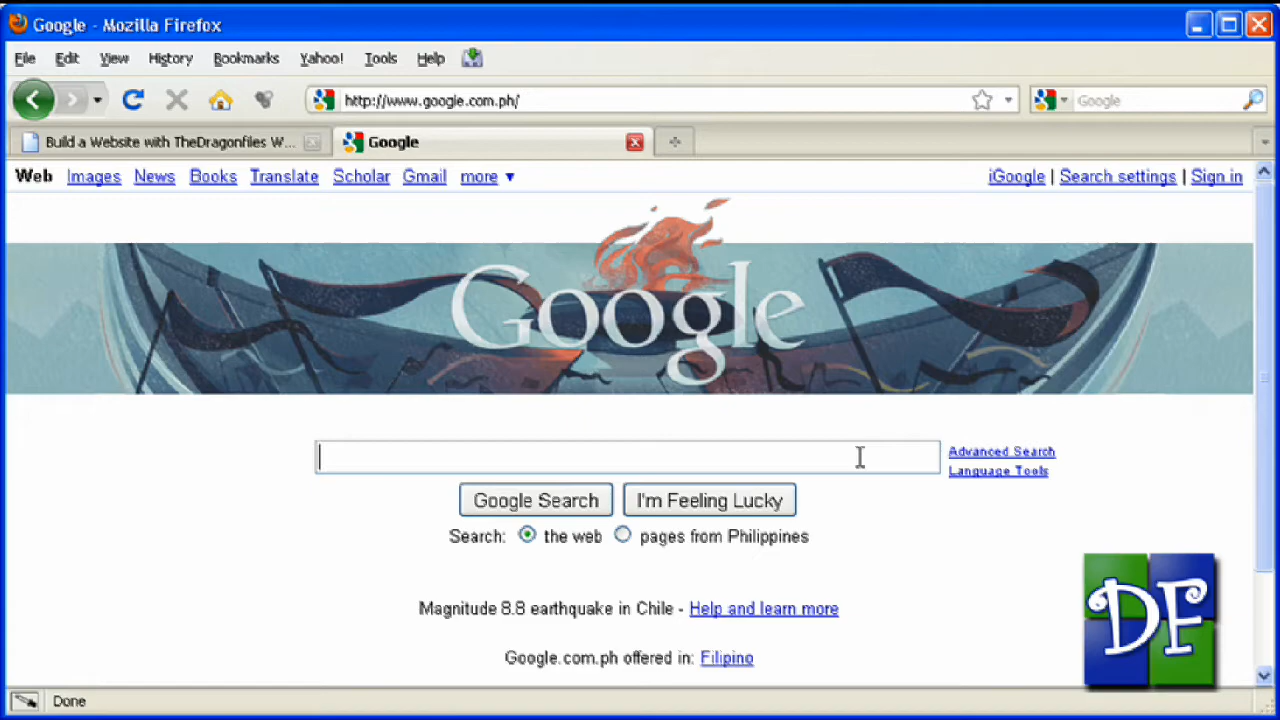 Google - Mozilla Firefox
File Edit View History Bookmarks Yahoo! Tools Help
http://www.google.com.ph/ Google
Build a Website with TheDragonfiles W... Google
Web Images News Books Translate Scholar Gmail more ▼ iGoogle | Search settings | Sign in
Google
Advanced Search
Language Tools
Google Search I'm Feeling Lucky
Search: the web pages from Philippines
Magnitude 8.8 earthquake in Chile - Help and learn more
DF
Google.com.ph offered in: Filipino
Done